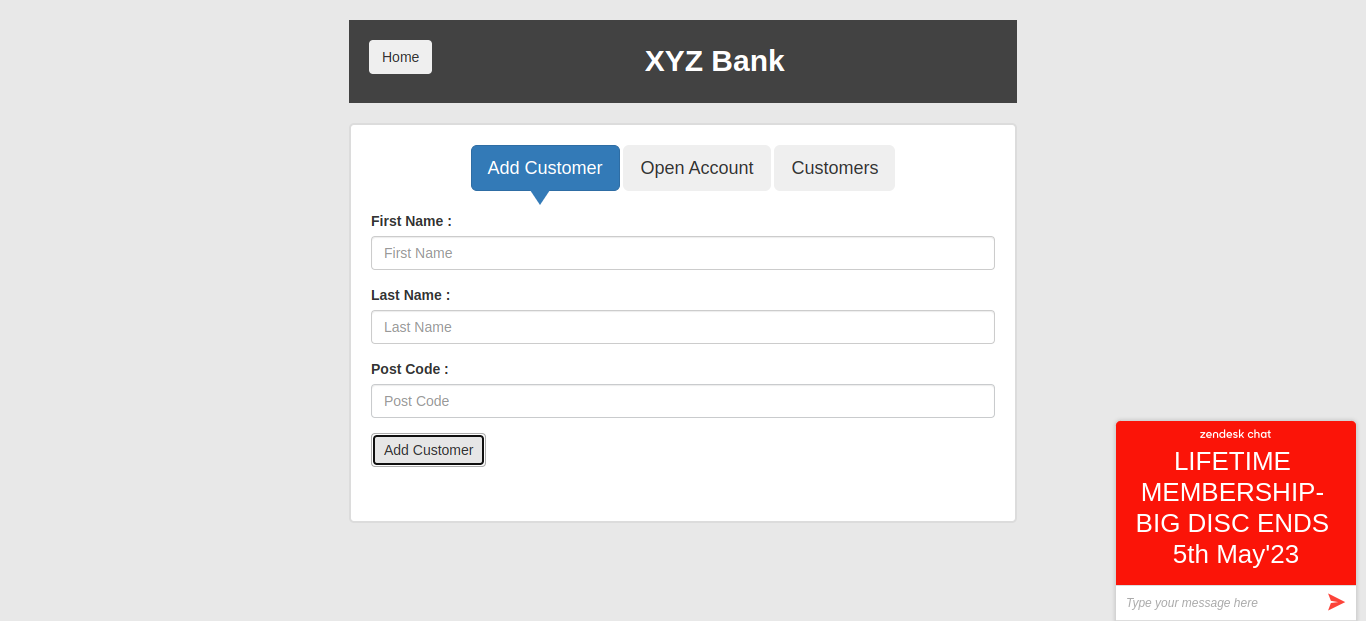 Home
XYZ Bank
Add Customer
Open Account
Customers
First Name :
First Name
Last Name :
Last Name
Post Code :
Post Code
Add Customer
zendesk chat
LIFETIME
MEMBERSHIP-
BIG DISC ENDS
5th May'23
Type your message here